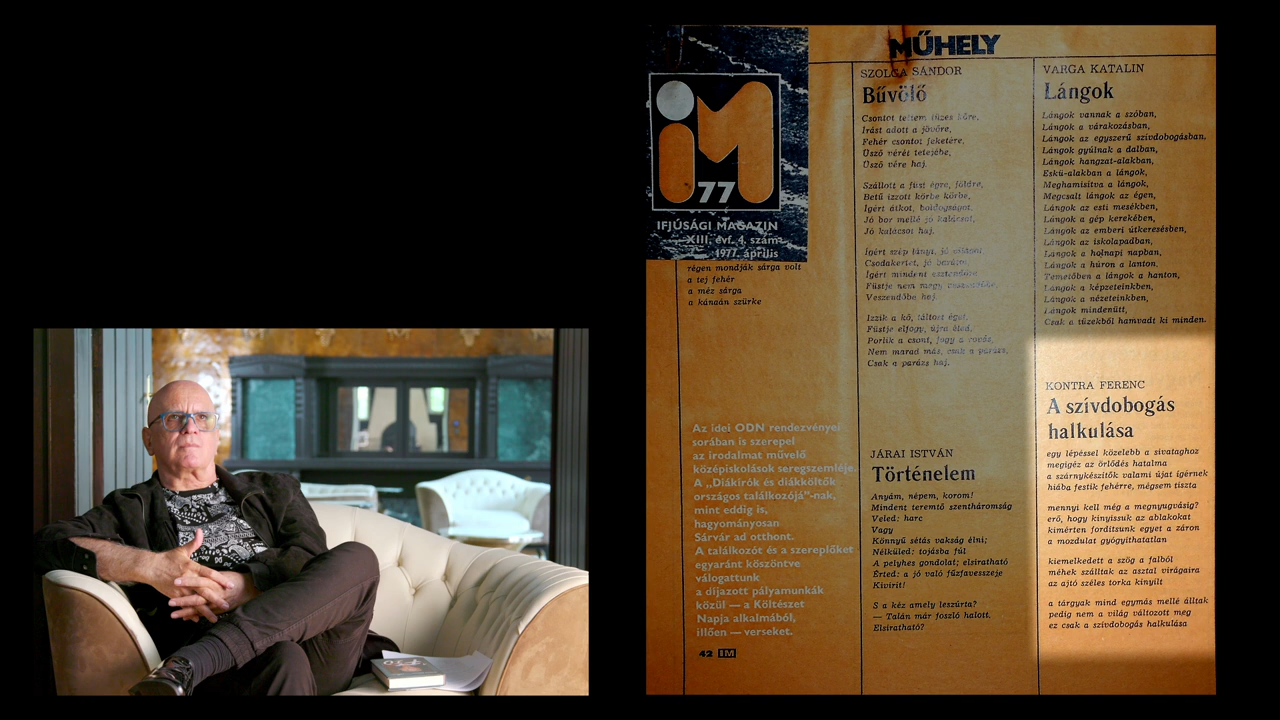 MŰHELY
iM
77
IFJÚSÁGI MAGAZIN
XIII. évf. 4. szám
1977. április
régen mondják sárga volt
a tej fehér
a méz sárga
a kánaán szürke
Az idei ODN rendezvényei
sorában is szerepel
az irodalmat művelő
középiskolások seregszemléje.
A „Diákírók és diákköltők
országos találkozójá”-nak,
mint eddig is,
hagyományosan
Sárvár ad otthont.
A találkozót és a szereplőket
egyaránt köszöntve
válogattunk
a díjazott pályamunkák
közül — a Költészet
Napja alkalmából,
illően — verseket.
42 IM
SZOLGA SÁNDOR
Bűvölő
Csontot tettem tüzes kőre,
Irást adott a jövőre,
Fehér csontot feketére,
Üsző vérét tetejébe,
Üsző vére haj.
Szállott a füst égre, földre,
Betű izzott körbe körbe,
Igért átkot, boldogságot,
Jó bor mellé jó kalácsot,
Jó kalácsot haj.
Ígért szép lányt, jó
Csodakertet, jó
Ígért mindent esztendőre
Füstje nem megy veszendőbe,
Veszendőbe haj.
Izzik a kő, táltost éget,
Füstje elfogy, újra éled,
Porlik a csont, fogy a
Nem marad más, csak a parázs,
Csak a parázs haj.
JÁRAI ISTVÁN
Történelem
Anyám, népem, korom!
Mindent teremtő szentháromság
Veled: harc
Vagy
Könnyű sétás vakság élni;
Nélküled: tojásba fúl
A pelyhes gondolat; elsiratható
Érted: a jó való fűzfavesszeje
Kivirít!
S a kéz amely leszúrta?
— Talán már foszló halott.
Elsiratható?
VARGA KATALIN
Lángok
Lángok vannak a szóban,
Lángok a várakozásban,
Lángok az egyszerű szívdobogásban.
Lángok gyúlnak a dalban,
Lángok hangzat-alakban,
Eskü-alakban a lángok,
Meghamisítva a lángok,
Megcsalt lángok az égen,
Lángok az esti mesékben,
Lángok a gép kerekében,
Lángok az emberi útkeresésben,
Lángok az iskolapadban,
Lángok a holnapi napban,
Lángok a húron a lanton,
Temetőben a lángok a hanton,
Lángok a képzeteinkben,
Lángok a nézeteinkben,
Lángok mindenütt,
Csak a tüzekből hamvadt ki minden.
KONTRA FERENC
A szívdobogás
halkulása
egy lépéssel közelebb a sivataghoz
megigéz az őrlődés hatalma
a szárnykészítők valami újat ígérnek
hiába festik fehérre, mégsem tiszta
mennyi kell még a megnyugvásig?
erő, hogy kinyissuk az ablakokat
kimérten fordítsunk egyet a záron
a mozdulat gyógyíthatatlan
kiemelkedett a szög a falból
méhek szálltak az asztal virágaira
az ajtó széles torka kinyílt
a tárgyak mind egymás mellé álltak
pedig nem a világ változott meg
ez csak a szívdobogás halkulása